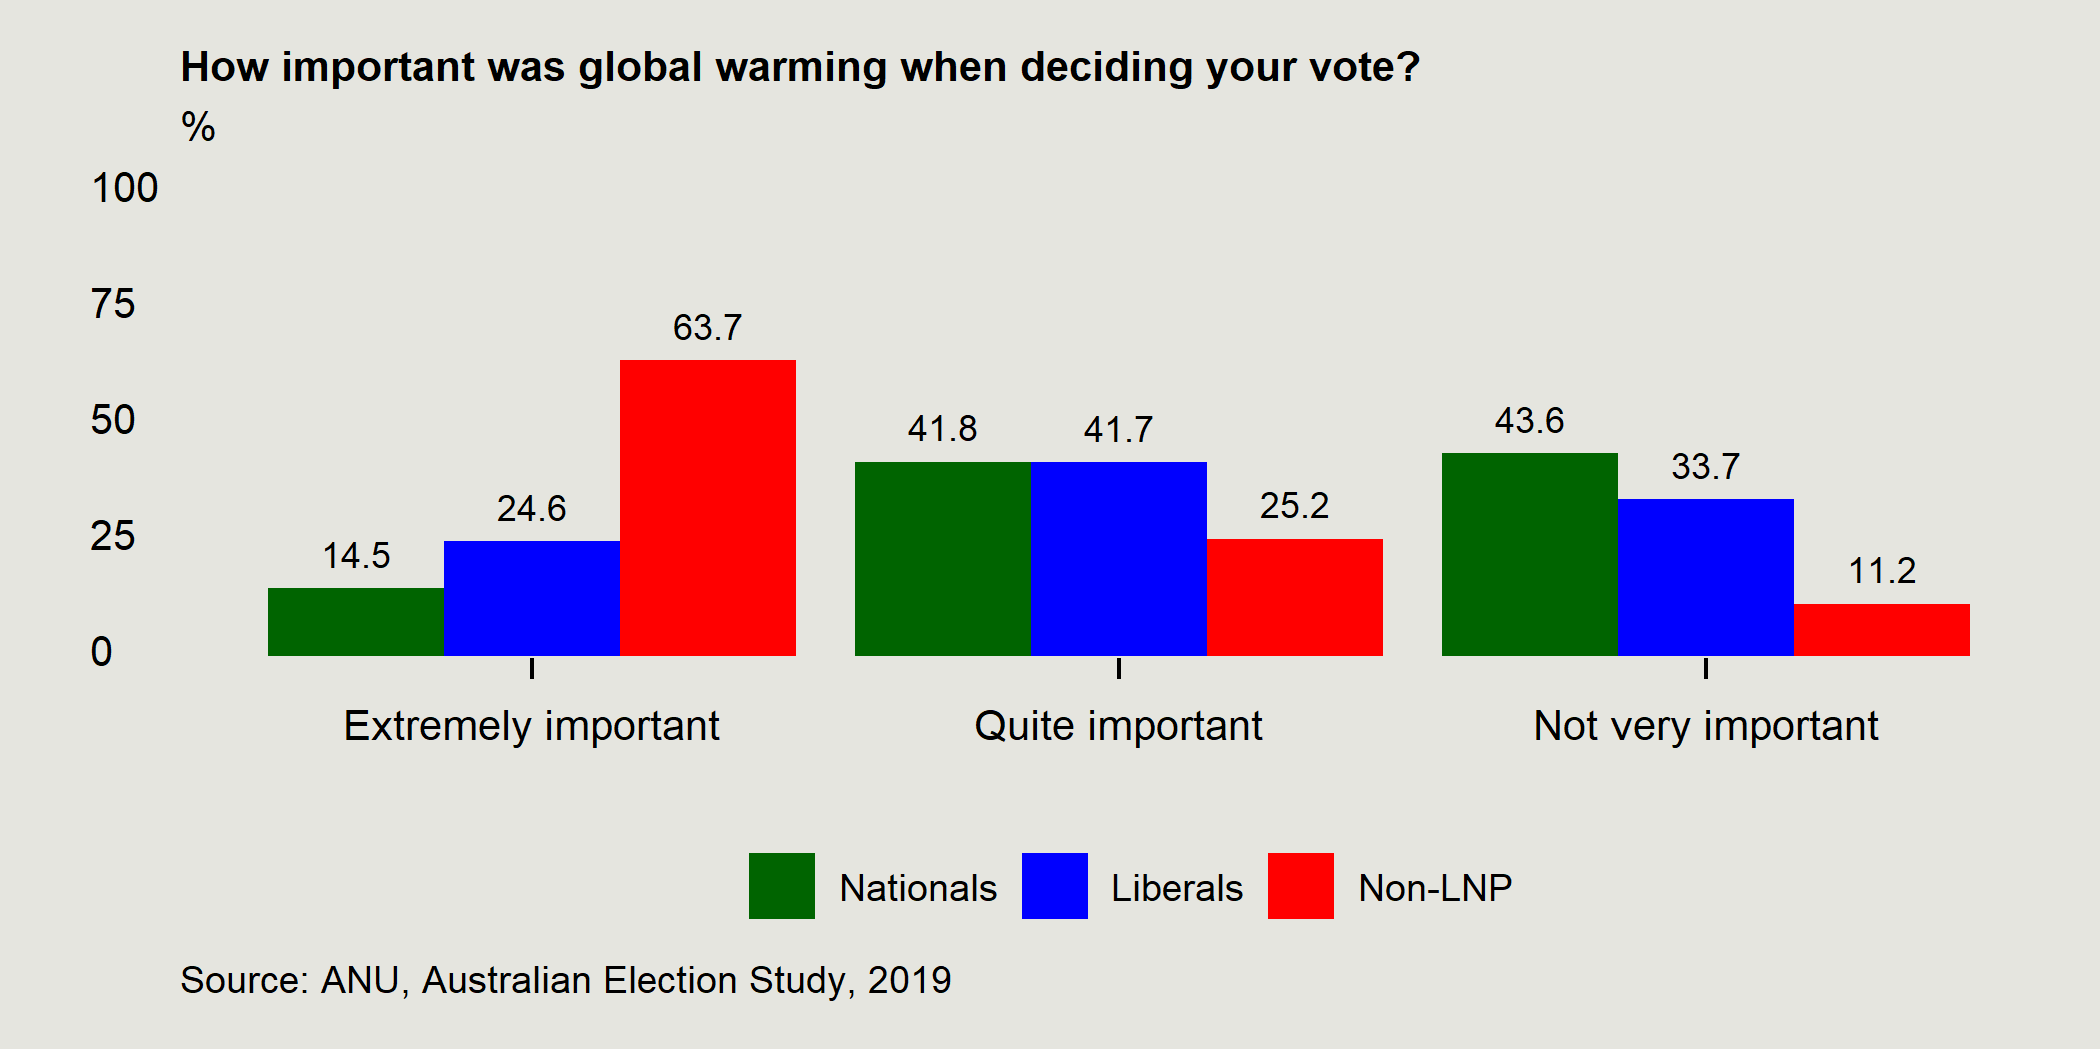 How important was global warming when deciding your vote?
%
100
75
50
25
0
14.5
24.6
63.7
41.8
41.7
25.2
43.6
33.7
11.2
Extremely important
Quite important
Not very important
Nationals
Liberals
Non-LNP
Source: ANU, Australian Election Study, 2019